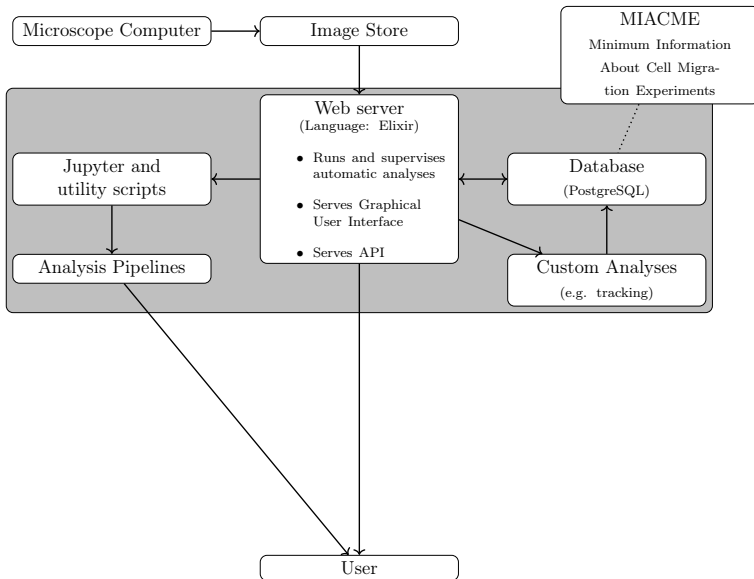 Microscope Computer
Image Store
MIACME
Minimum Information
About Cell Migra-
tion Experiments
Web server
(Language: Elixir)
• Runs and supervises
automatic analyses
• Serves Graphical
User Interface
• Serves API
Jupyter and
utility scripts
Database
(PostgreSQL)
Analysis Pipelines
Custom Analyses
(e.g. tracking)
User